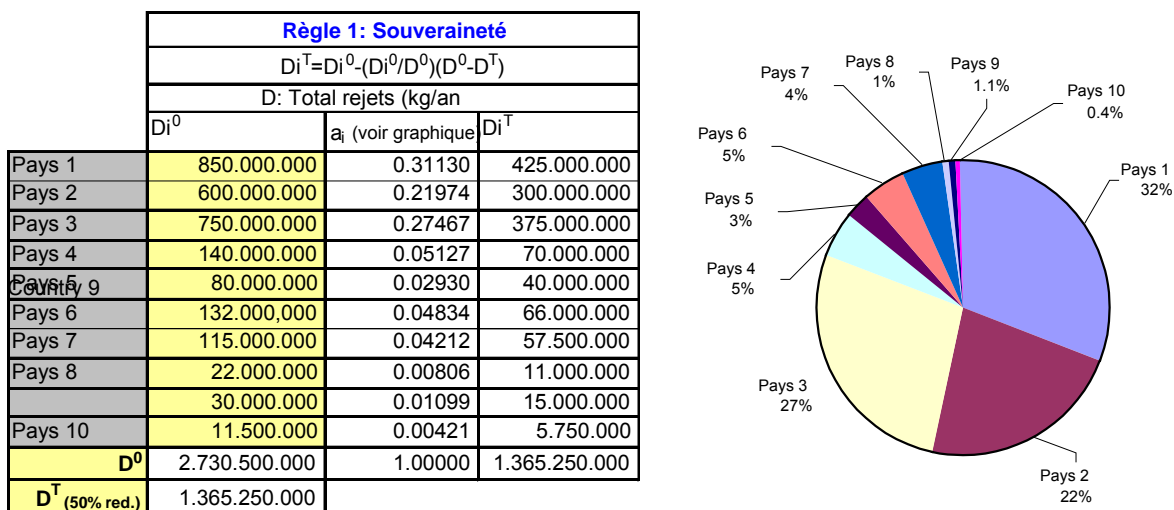 Règle 1: Souveraineté
Di^T=Di^0-(Di^0/D^0)(D^0-D^T)
D: Total rejets (kg/an
Di^0 a_i (voir graphique) Di^T
Pays 1 850.000.000 0.31130 425.000.000
Pays 2 600.000.000 0.21974 300.000.000
Pays 3 750.000.000 0.27467 375.000.000
Pays 4 140.000.000 0.05127 70.000.000
Pays 5 80.000.000 0.02930 40.000.000
Country 9
Pays 6 132.000,000 0.04834 66.000.000
Pays 7 115.000.000 0.04212 57.500.000
Pays 8 22.000.000 0.00806 11.000.000
30.000.000 0.01099 15.000.000
Pays 10 11.500.000 0.00421 5.750.000
D^0 2.730.500.000 1.00000 1.365.250.000
D^T (50% red.) 1.365.250.000
Pays 1
32%
Pays 2
22%
Pays 3
27%
Pays 4
5%
Pays 5
3%
Pays 6
5%
Pays 7
4%
Pays 8
1%
Pays 9
1.1%
Pays 10
0.4%